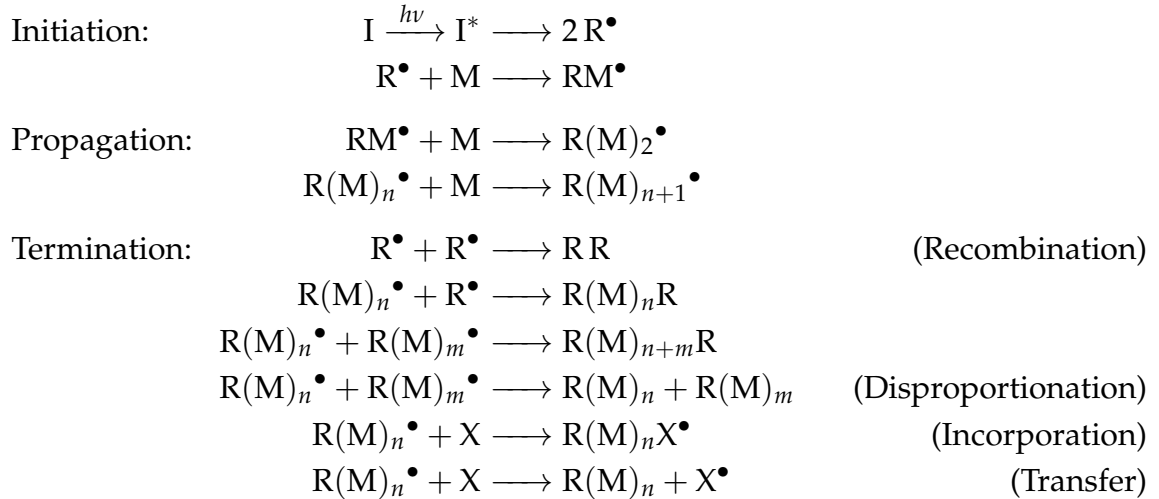 Initiation: I hν⟶ I* ⟶ 2 R•
R• + M ⟶ RM•
Propagation: RM• + M ⟶ R(M)₂•
R(M)ₙ• + M ⟶ R(M)ₙ₊₁•
Termination: R• + R• ⟶ R R (Recombination)
R(M)ₙ• + R• ⟶ R(M)ₙR
R(M)ₙ• + R(M)ₘ• ⟶ R(M)ₙ₊ₘR
R(M)ₙ• + R(M)ₘ• ⟶ R(M)ₙ + R(M)ₘ (Disproportionation)
R(M)ₙ• + X ⟶ R(M)ₙX• (Incorporation)
R(M)ₙ• + X ⟶ R(M)ₙ + X• (Transfer)